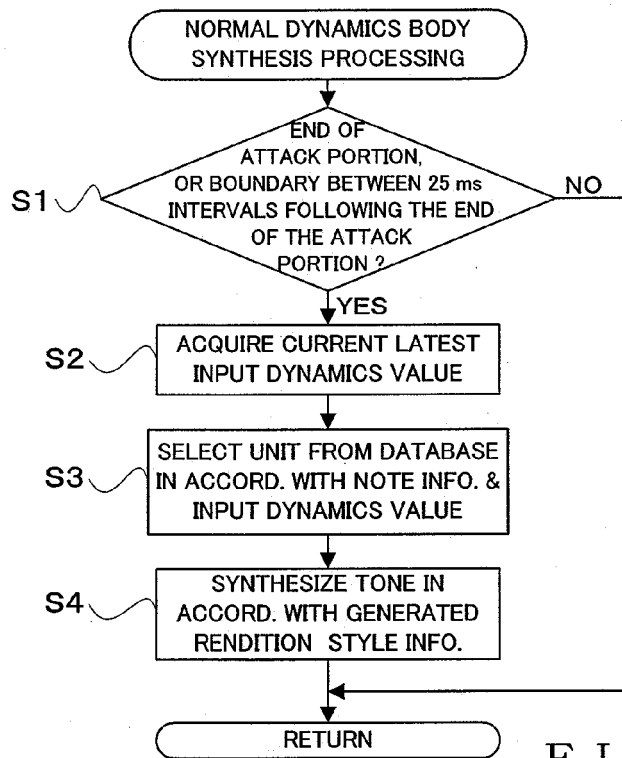 NORMAL DYNAMICS BODY
SYNTHESIS PROCESSING
END OF
ATTACK PORTION,
OR BOUNDARY BETWEEN 25 ms
INTERVALS FOLLOWING THE END
OF THE ATTACK
PORTION ?
S1
NO
YES
S2
ACQUIRE CURRENT LATEST
INPUT DYNAMICS VALUE
S3
SELECT UNIT FROM DATABASE
IN ACCORD. WITH NOTE INFO. &
INPUT DYNAMICS VALUE
S4
SYNTHESIZE TONE IN
ACCORD. WITH GENERATED
RENDITION STYLE INFO.
RETURN